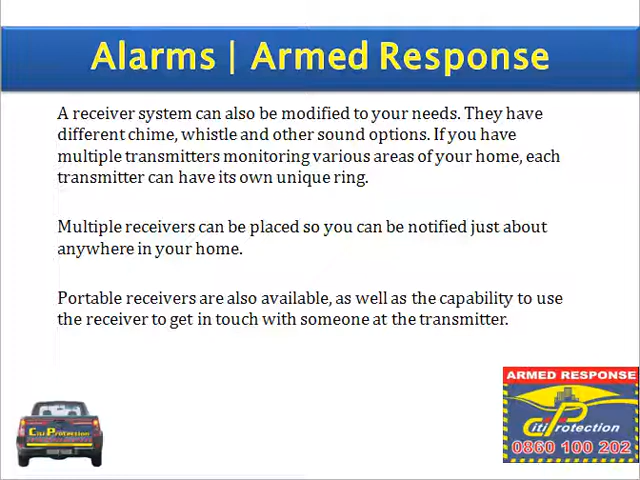 Alarms | Armed Response
A receiver system can also be modified to your needs. They have
different chime, whistle and other sound options. If you have
multiple transmitters monitoring various areas of your home, each
transmitter can have its own unique ring.
Multiple receivers can be placed so you can be notified just about
anywhere in your home.
Portable receivers are also available, as well as the capability to use
the receiver to get in touch with someone at the transmitter.
Citi Protection
ARMED RESPONSE
Citi Protection
0860 100 202